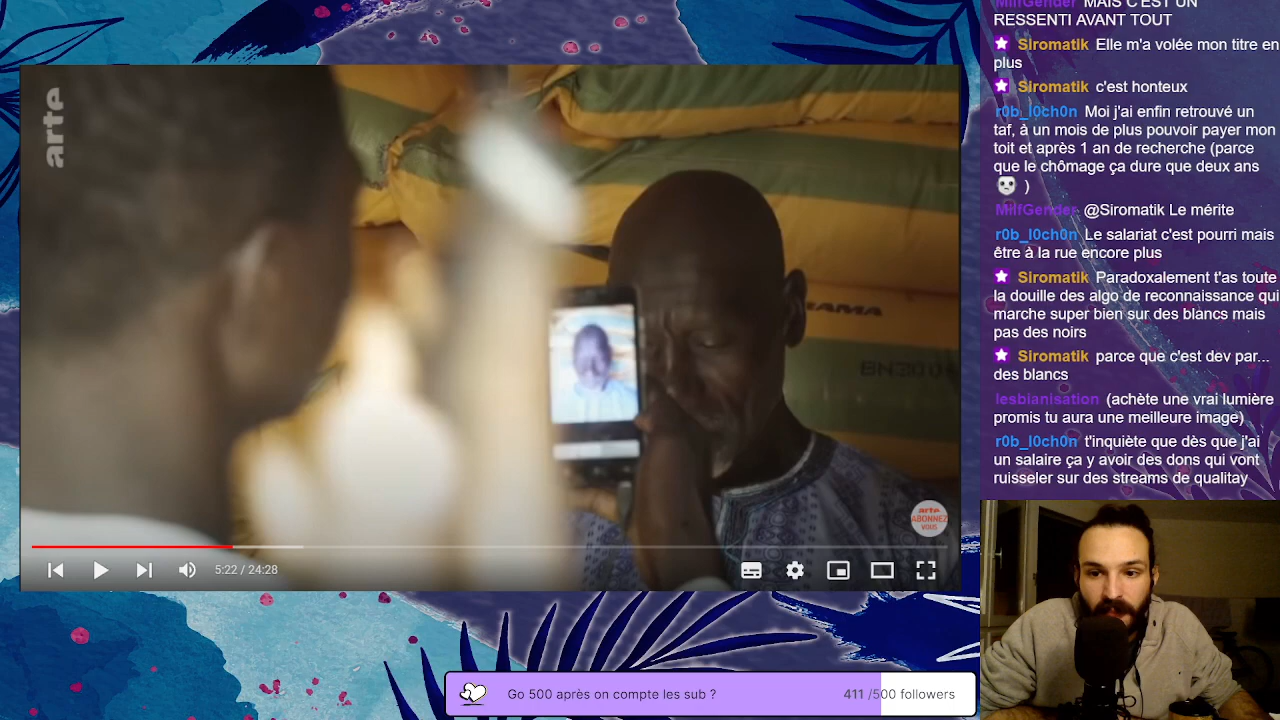 arte
RAMA
arte
ABONNEZ
VOUS
5:22 / 24:28
MilfGender MAIS C'EST UN
RESSENTI AVANT TOUT
Siromatik Elle m'a volée mon titre en
plus
Siromatik c'est honteux
r0b_l0ch0n Moi j'ai enfin retrouvé un
taf, à un mois de plus pouvoir payer mon
toit et après 1 an de recherche (parce
que le chômage ça dure que deux ans
)
MilfGender @Siromatik Le mérite
r0b_l0ch0n Le salariat c'est pourri mais
être à la rue encore plus
Siromatik Paradoxalement t'as toute
la douille des algo de reconnaissance qui
marche super bien sur des blancs mais
pas des noirs
Siromatik parce que c'est dev par...
des blancs
lesbianisation (achète une vrai lumière
promis tu aura une meilleure image)
r0b_l0ch0n t'inquiète que dès que j'ai
un salaire ça y avoir des dons qui vont
ruisseler sur des streams de qualitay
Go 500 après on compte les sub ?
411 /500 followers